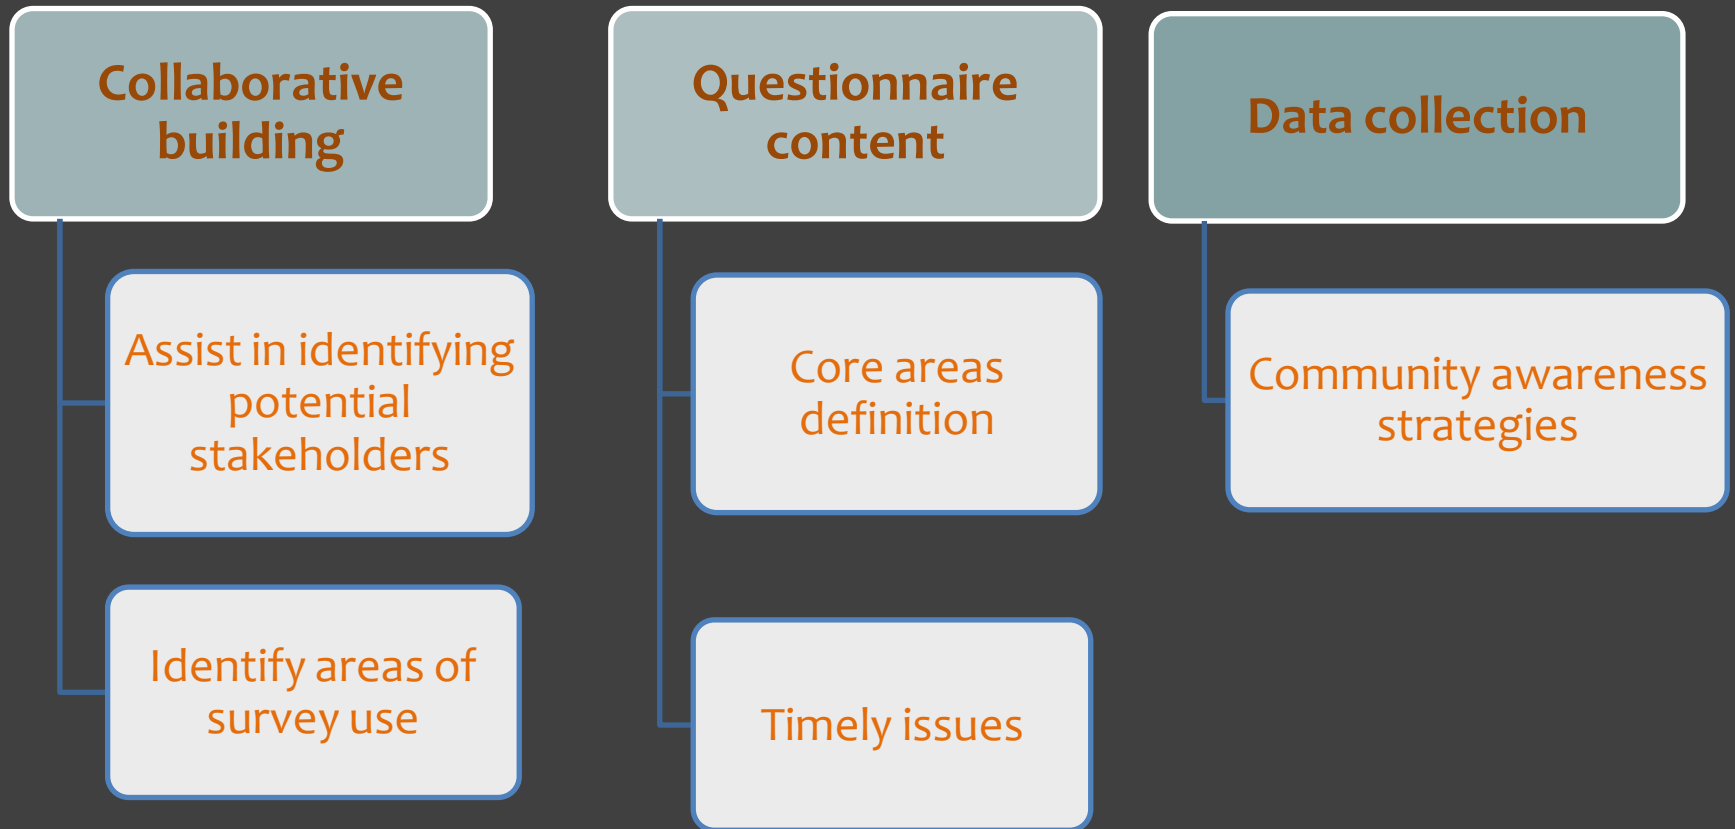 Collaborative
building
Assist in identifying
potential
stakeholders
Identify areas of
survey use
Questionnaire
content
Core areas
definition
Timely issues
Data collection
Community awareness
strategies